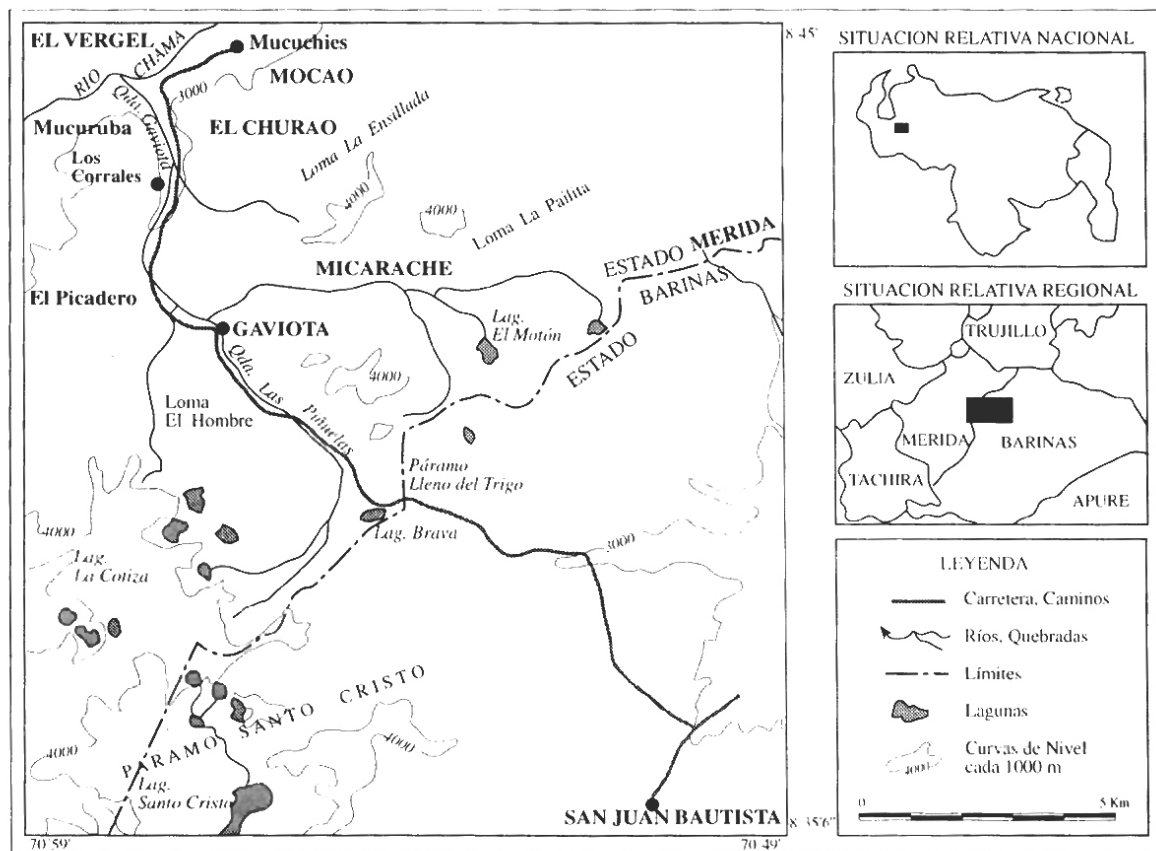 EL VERGEL
Mucuchies
8 45'
RIO CHAMA
MOCAO
3000
Qda. Gaviota
Mucuruba
EL CHURAO
Los
Corrales
Loma La Ensillada
4000
4000
Loma La Pailita
ESTADO MERIDA
MICARACHE
BARINAS
El Picadero
Lag.
El Motón
ESTADO
GAVIOTA
Qda. Las Piñuelas
4000
Loma
El Hombre
Páramo
Lleno del Trigo
4000
Lag. Brava
3000
Lag.
La Cotiza
PARAMO SANTO CRISTO
4000
4000
Lag.
Santo Cristo
SAN JUAN BAUTISTA
8 35'6"
70 59'
70 49'
SITUACION RELATIVA NACIONAL
SITUACION RELATIVA REGIONAL
TRUJILLO
ZULIA
MERIDA
BARINAS
TACHIRA
APURE
LEYENDA
Carretera, Caminos
Ríos, Quebradas
Límites
Lagunas
4000
Curvas de Nivel
cada 1000 m
0
5 Km